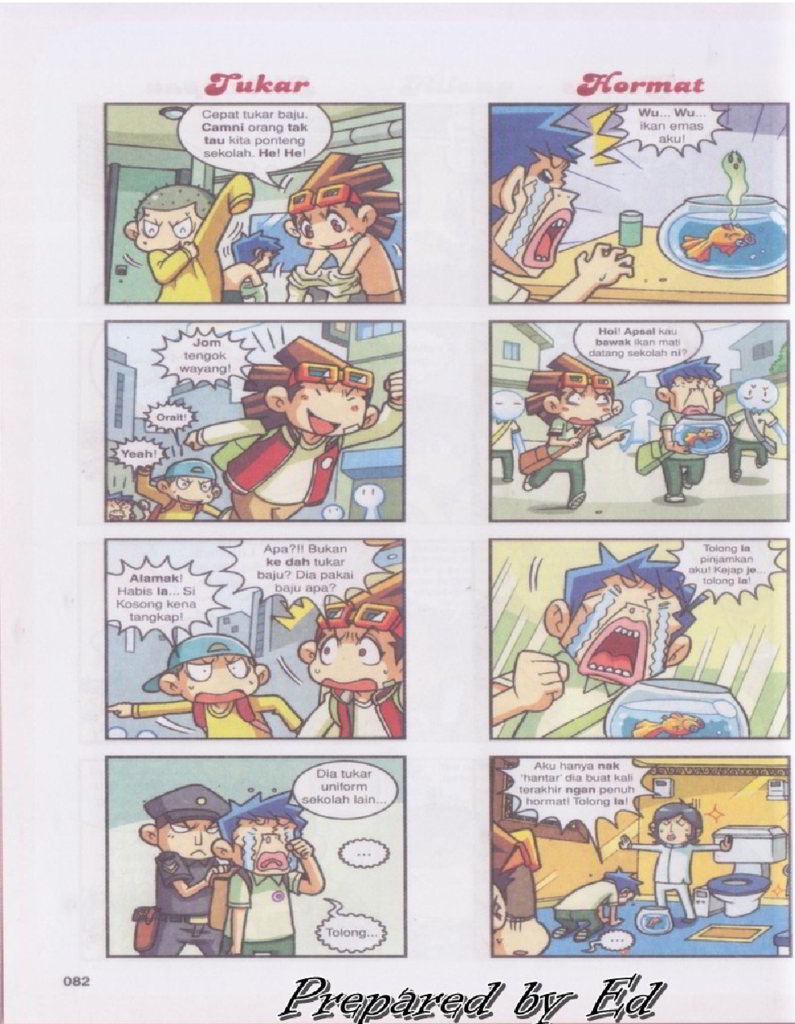 Tukar
Cepat tukar baju.
Camni orang tak
tau kita ponteng
sekolah. He! He!
Jom
tengok
wayang!
Orait!
Yeah!
Alamak!
Habis la... Si
Kosong kena
tangkap!
Apa?!! Bukan
ke dah tukar
baju? Dia pakai
baju apa?
Dia tukar
uniform
sekolah lain...
...
Tolong...
Hormat
Wu... Wu...
ikan emas
aku!
Hoi! Apsal kau
bawak ikan mati
datang sekolah ni?
Tolong la
pinjamkan
aku! Kejap je...
tolong la!
Aku hanya nak
'hantar' dia buat kali
terakhir ngan penuh
hormat! Tolong la!
...
082
Prepared by Ed